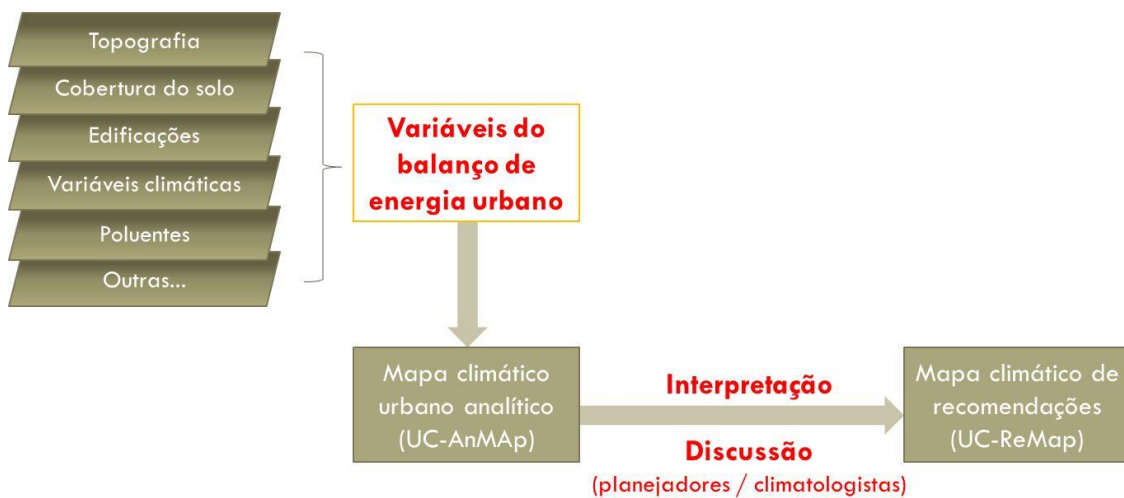 Topografia
Cobertura do solo
Edificações
Variáveis climáticas
Poluentes
Outras...
Variáveis do
balanço de
energia urbano
Mapa climático
urbano analítico
(UC-AnMAp)
Interpretação
Discussão
(planejadores / climatologistas)
Mapa climático de
recomendações
(UC-ReMap)